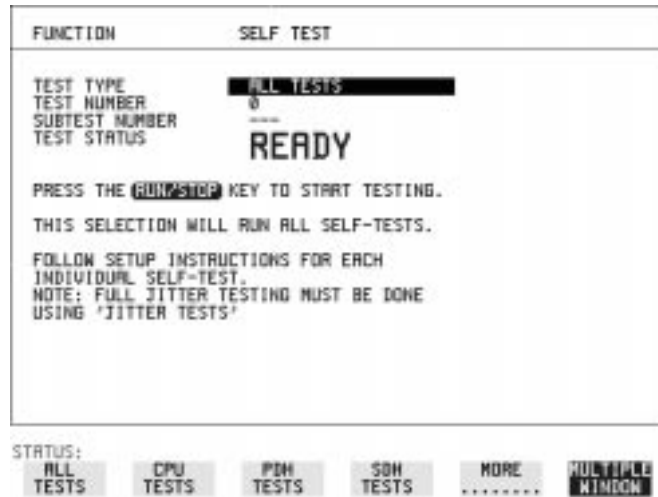 FUNCTION SELF TEST
TEST TYPE ALL TESTS
TEST NUMBER 0
SUBTEST NUMBER ---
TEST STATUS READY
PRESS THE RUN/STOP KEY TO START TESTING.
THIS SELECTION WILL RUN ALL SELF-TESTS.
FOLLOW SETUP INSTRUCTIONS FOR EACH
INDIVIDUAL SELF-TEST.
NOTE: FULL JITTER TESTING MUST BE DONE
USING 'JITTER TESTS'
STATUS:
ALL TESTS CPU TESTS PDH TESTS SDH TESTS MORE ........ MULTIPLE WINDOW